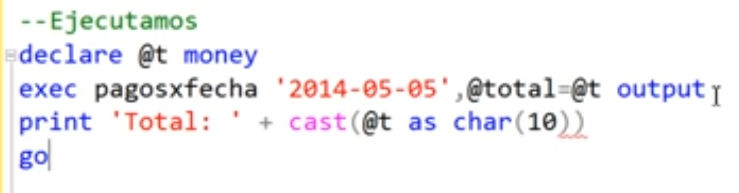 --Ejecutamos
declare @t money
exec pagosxfecha '2014-05-05',@total=@t output
print 'Total: ' + cast(@t as char(10))
go